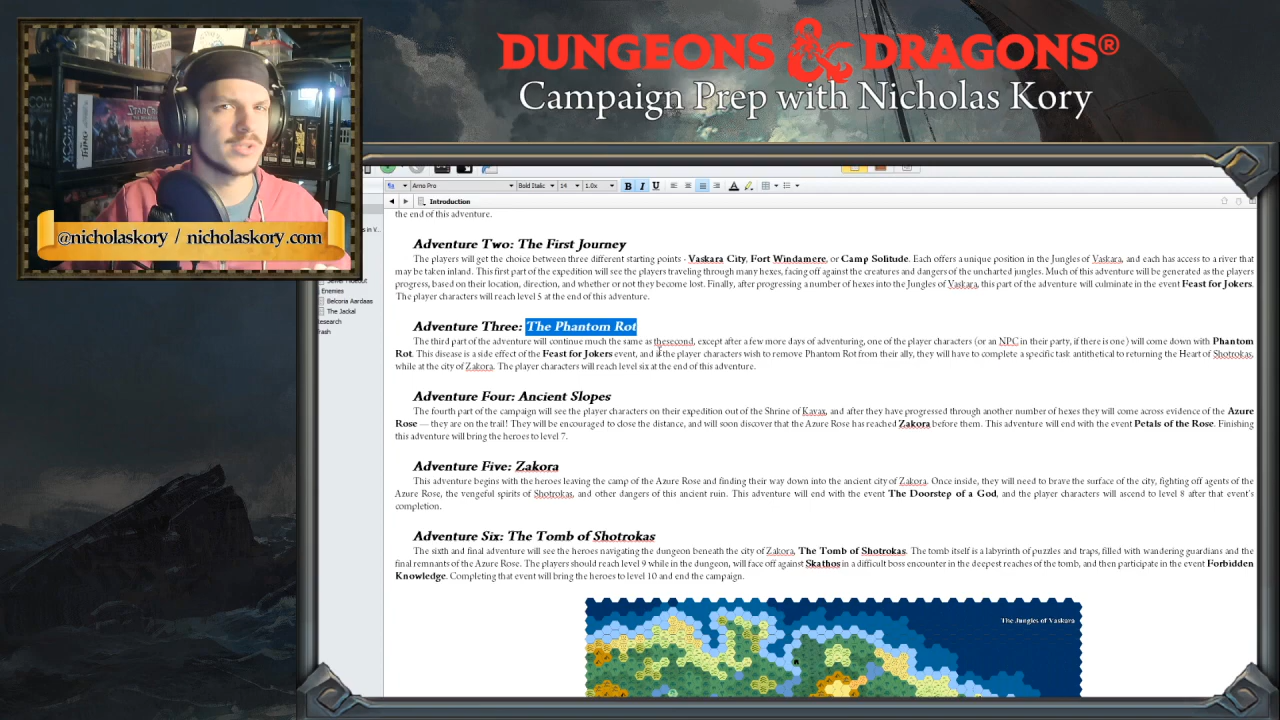 DUNGEONS & DRAGONS®
Campaign Prep with Nicholas Kory
XCOM
STARCRAFT
@nicholaskory / nicholaskory.com
Arno Pro Bold Italic 14 1.0x B I U A
Introduction
the end of this adventure.
Adventure Two: The First Journey
The players will get the choice between three different starting points - Vaskara City, Fort Windamere, or Camp Solitude. Each offers a unique position in the Jungles of Vaskara, and each has access to a river that
may be taken inland. This first part of the expedition will see the players traveling through many hexes, facing off against the creatures and dangers of the uncharted jungles. Much of this adventure will be generated as the players
progress, based on their location, direction, and whether or not they become lost. Finally, after progressing a number of hexes into the Jungles of Vaskara, this part of the adventure will culminate in the event Feast for Jokers.
The player characters will reach level 5 at the end of this adventure.
Enemies
Belcoria Aardaas
The Jackal
Adventure Three: The Phantom Rot
The third part of the adventure will continue much the same as thesecond, except after a few more days of adventuring, one of the player characters (or an NPC in their party, if there is one) will come down with Phantom
Rot. This disease is a side effect of the Feast for Jokers event, and if the player characters wish to remove Phantom Rot from their ally, they will have to complete a specific task antithetical to returning the Heart of Shotrokas,
while at the city of Zakora. The player characters will reach level six at the end of this adventure.
Adventure Four: Ancient Slopes
The fourth part of the campaign will see the player characters on their expedition out of the Shrine of Kavax, and after they have progressed through another number of hexes they will come across evidence of the Azure
Rose — they are on the trail! They will be encouraged to close the distance, and will soon discover that the Azure Rose has reached Zakora before them. This adventure will end with the event Petals of the Rose. Finishing
this adventure will bring the heroes to level 7.
Adventure Five: Zakora
This adventure begins with the heroes leaving the camp of the Azure Rose and finding their way down into the ancient city of Zakora. Once inside, they will need to brave the surface of the city, fighting off agents of the
Azure Rose, the vengeful spirits of Shotrokas, and other dangers of this ancient ruin. This adventure will end with the event The Doorstep of a God, and the player characters will ascend to level 8 after that event's
completion.
Adventure Six: The Tomb of Shotrokas
The sixth and final adventure will see the heroes navigating the dungeon beneath the city of Zakora, The Tomb of Shotrokas. The tomb itself is a labyrinth of puzzles and traps, filled with wandering guardians and the
final remnants of the Azure Rose. The players should reach level 9 while in the dungeon, will face off against Skathos in a difficult boss encounter in the deepest reaches of the tomb, and then participate in the event Forbidden
Knowledge. Completing that event will bring the heroes to level 10 and end the campaign.
The Jungles of Vaskara